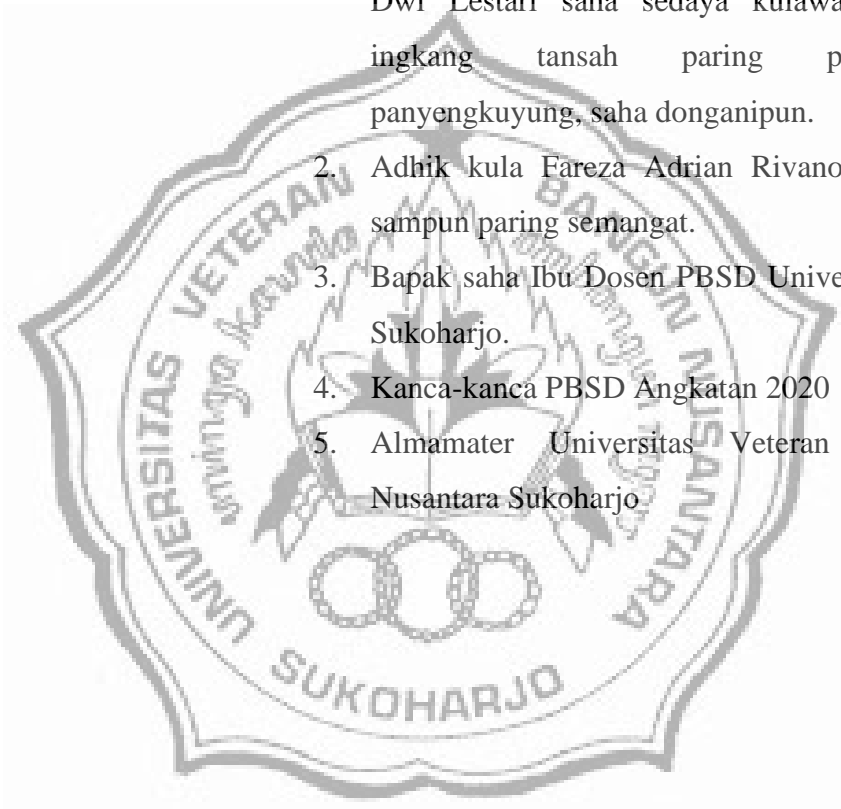 Dwi Lestari saha sedaya kulawa
ingkang tansah paring p
panyengkuyung, saha donganipun.
2. Adhik kula Fareza Adrian Rivano
sampun paring semangat.
3. Bapak saha Ibu Dosen PBSD Unive
Sukoharjo.
4. Kanca-kanca PBSD Angkatan 2020
5. Almamater Universitas Veteran
Nusantara Sukoharjo
UNIVERSITAS VETERAN BANGUN NUSANTARA
SUKOHARJO